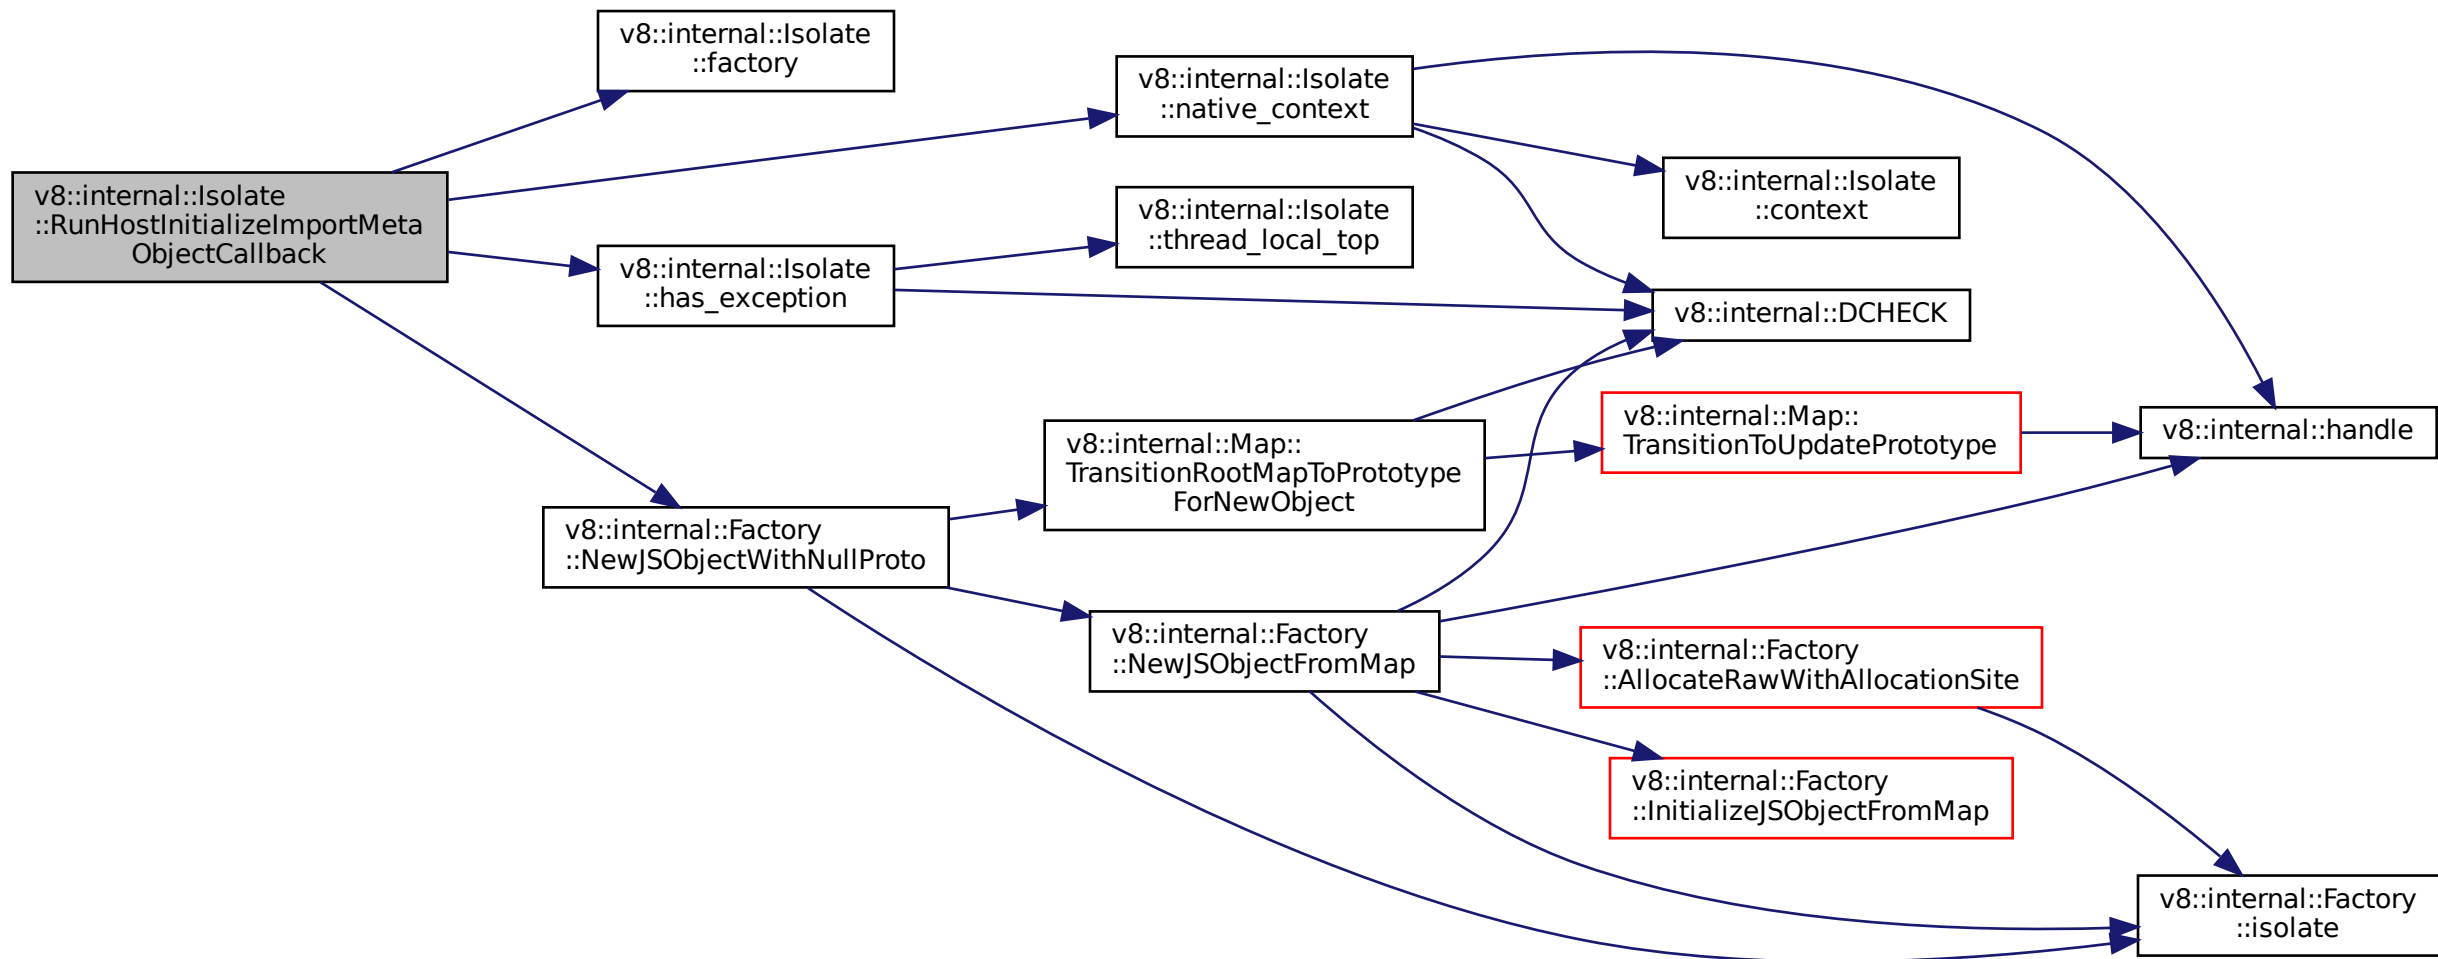 v8::internal::Isolate
::RunHostInitializeImportMeta
ObjectCallback
v8::internal::Isolate
::factory
v8::internal::Isolate
::native_context
v8::internal::Isolate
::has_exception
v8::internal::Isolate
::thread_local_top
v8::internal::Isolate
::context
v8::internal::DCHECK
v8::internal::Factory
::NewJSObjectWithNullProto
v8::internal::Map::
TransitionRootMapToPrototype
ForNewObject
v8::internal::Map::
TransitionToUpdatePrototype
v8::internal::handle
v8::internal::Factory
::NewJSObjectFromMap
v8::internal::Factory
::AllocateRawWithAllocationSite
v8::internal::Factory
::InitializeJSObjectFromMap
v8::internal::Factory
::isolate